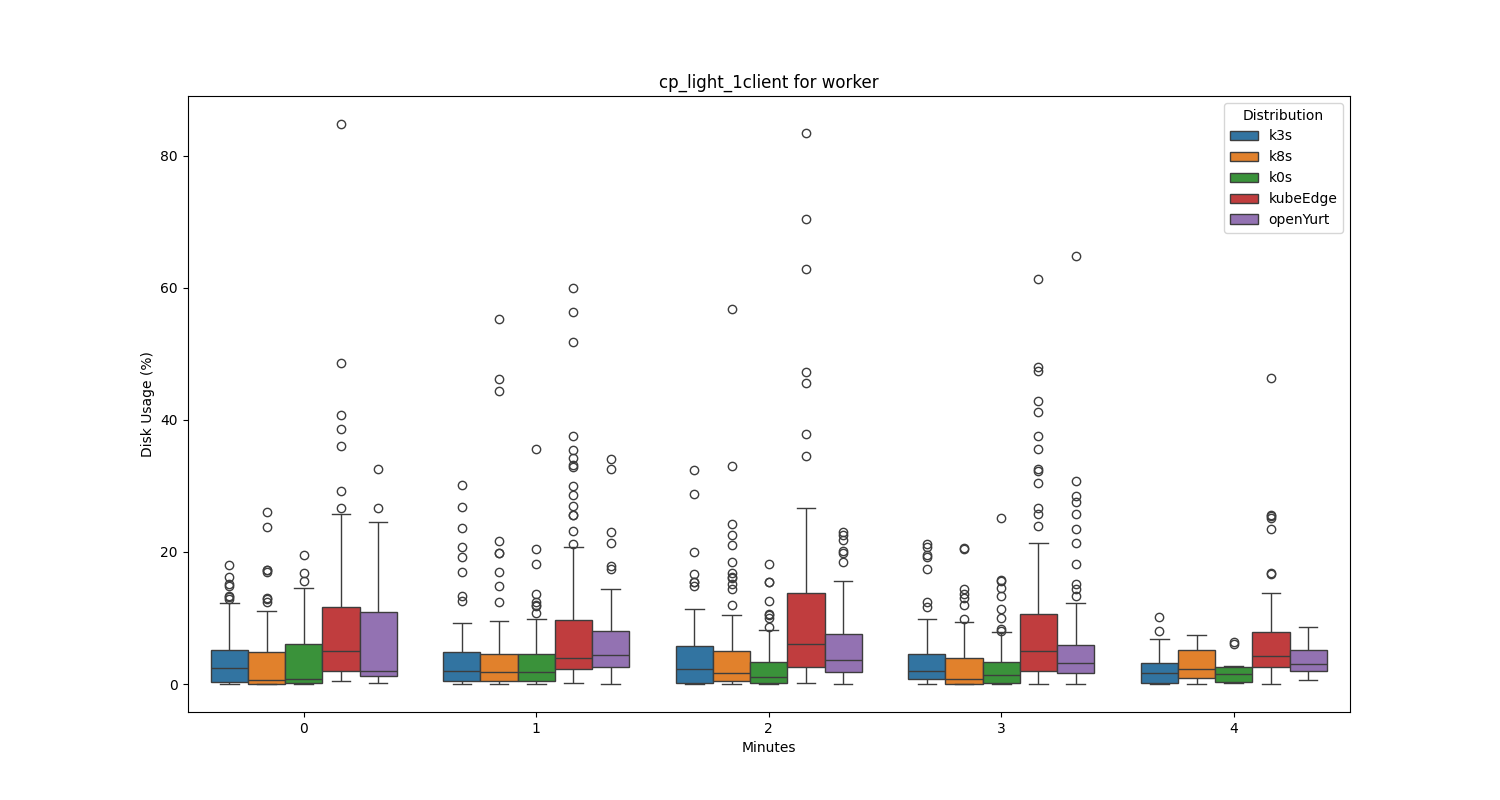 cp_light_1client for worker
Distribution
k3s
k8s
k0s
kubeEdge
openYurt
Disk Usage (%)
80
60
40
20
0
0 1 2 3 4
Minutes